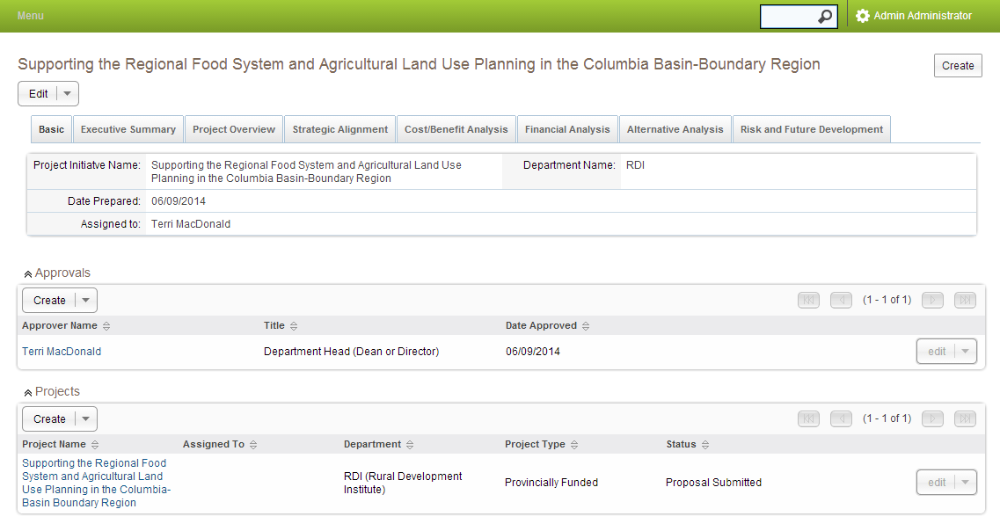 Menu
Admin Administrator
Supporting the Regional Food System and Agricultural Land Use Planning in the Columbia Basin-Boundary Region
Create
Edit
Basic Executive Summary Project Overview Strategic Alignment Cost/Benefit Analysis Financial Analysis Alternative Analysis Risk and Future Development
Project Initiatve Name: Supporting the Regional Food System and Agricultural Land Use Department Name: RDI
Planning in the Columbia Basin-Boundary Region
Date Prepared: 06/09/2014
Assigned to: Terri MacDonald
Approvals
Create (1 - 1 of 1)
Approver Name Title Date Approved
Terri MacDonald Department Head (Dean or Director) 06/09/2014 edit
Projects
Create (1 - 1 of 1)
Project Name Assigned To Department Project Type Status
Supporting the Regional Food
System and Agricultural Land
Use Planning in the Columbia-
Basin Boundary Region
RDI (Rural Development
Institute)
Provincially Funded
Proposal Submitted
edit